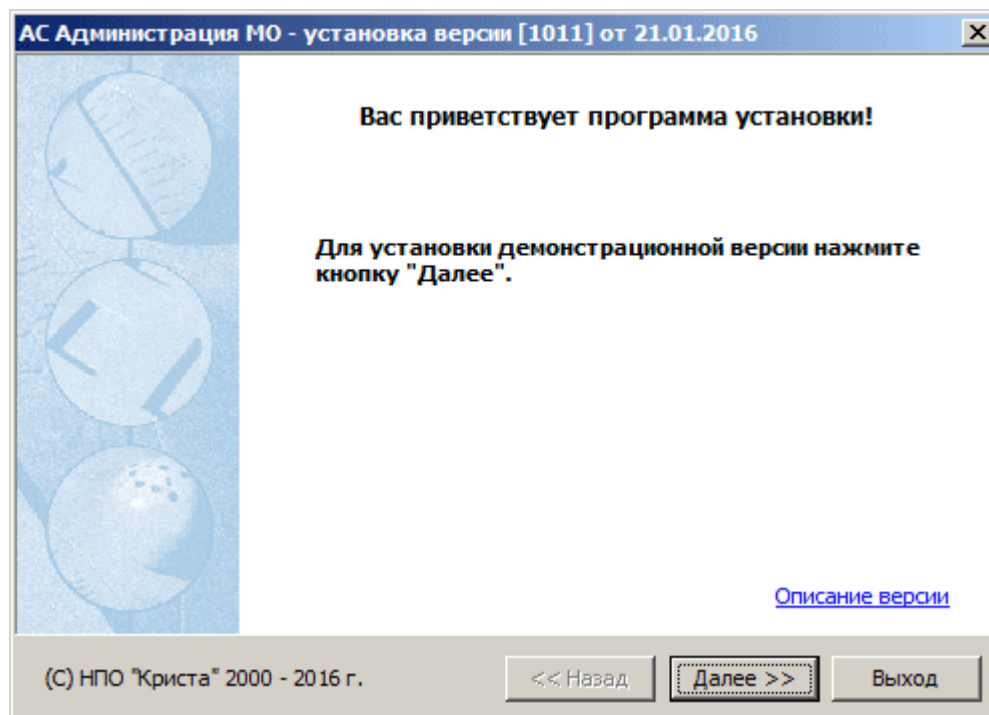 АС Администрация МО - установка версии [1011] от 21.01.2016
Вас приветствует программа установки!
Для установки демонстрационной версии нажмите
кнопку "Далее".
Описание версии
(С) НПО "Криста" 2000 - 2016 г.
<< Назад
Далее >>
Выход